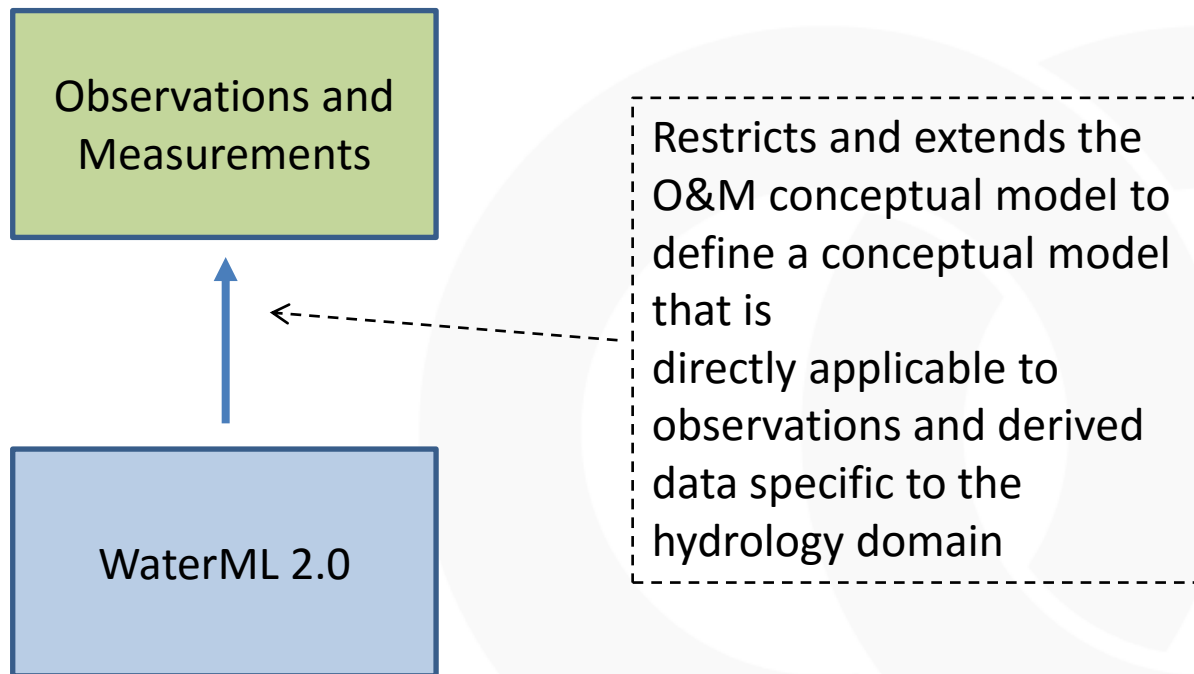 Observations and
Measurements
Restricts and extends the
O&M conceptual model to
define a conceptual model
that is
directly applicable to
observations and derived
data specific to the
hydrology domain
WaterML 2.0